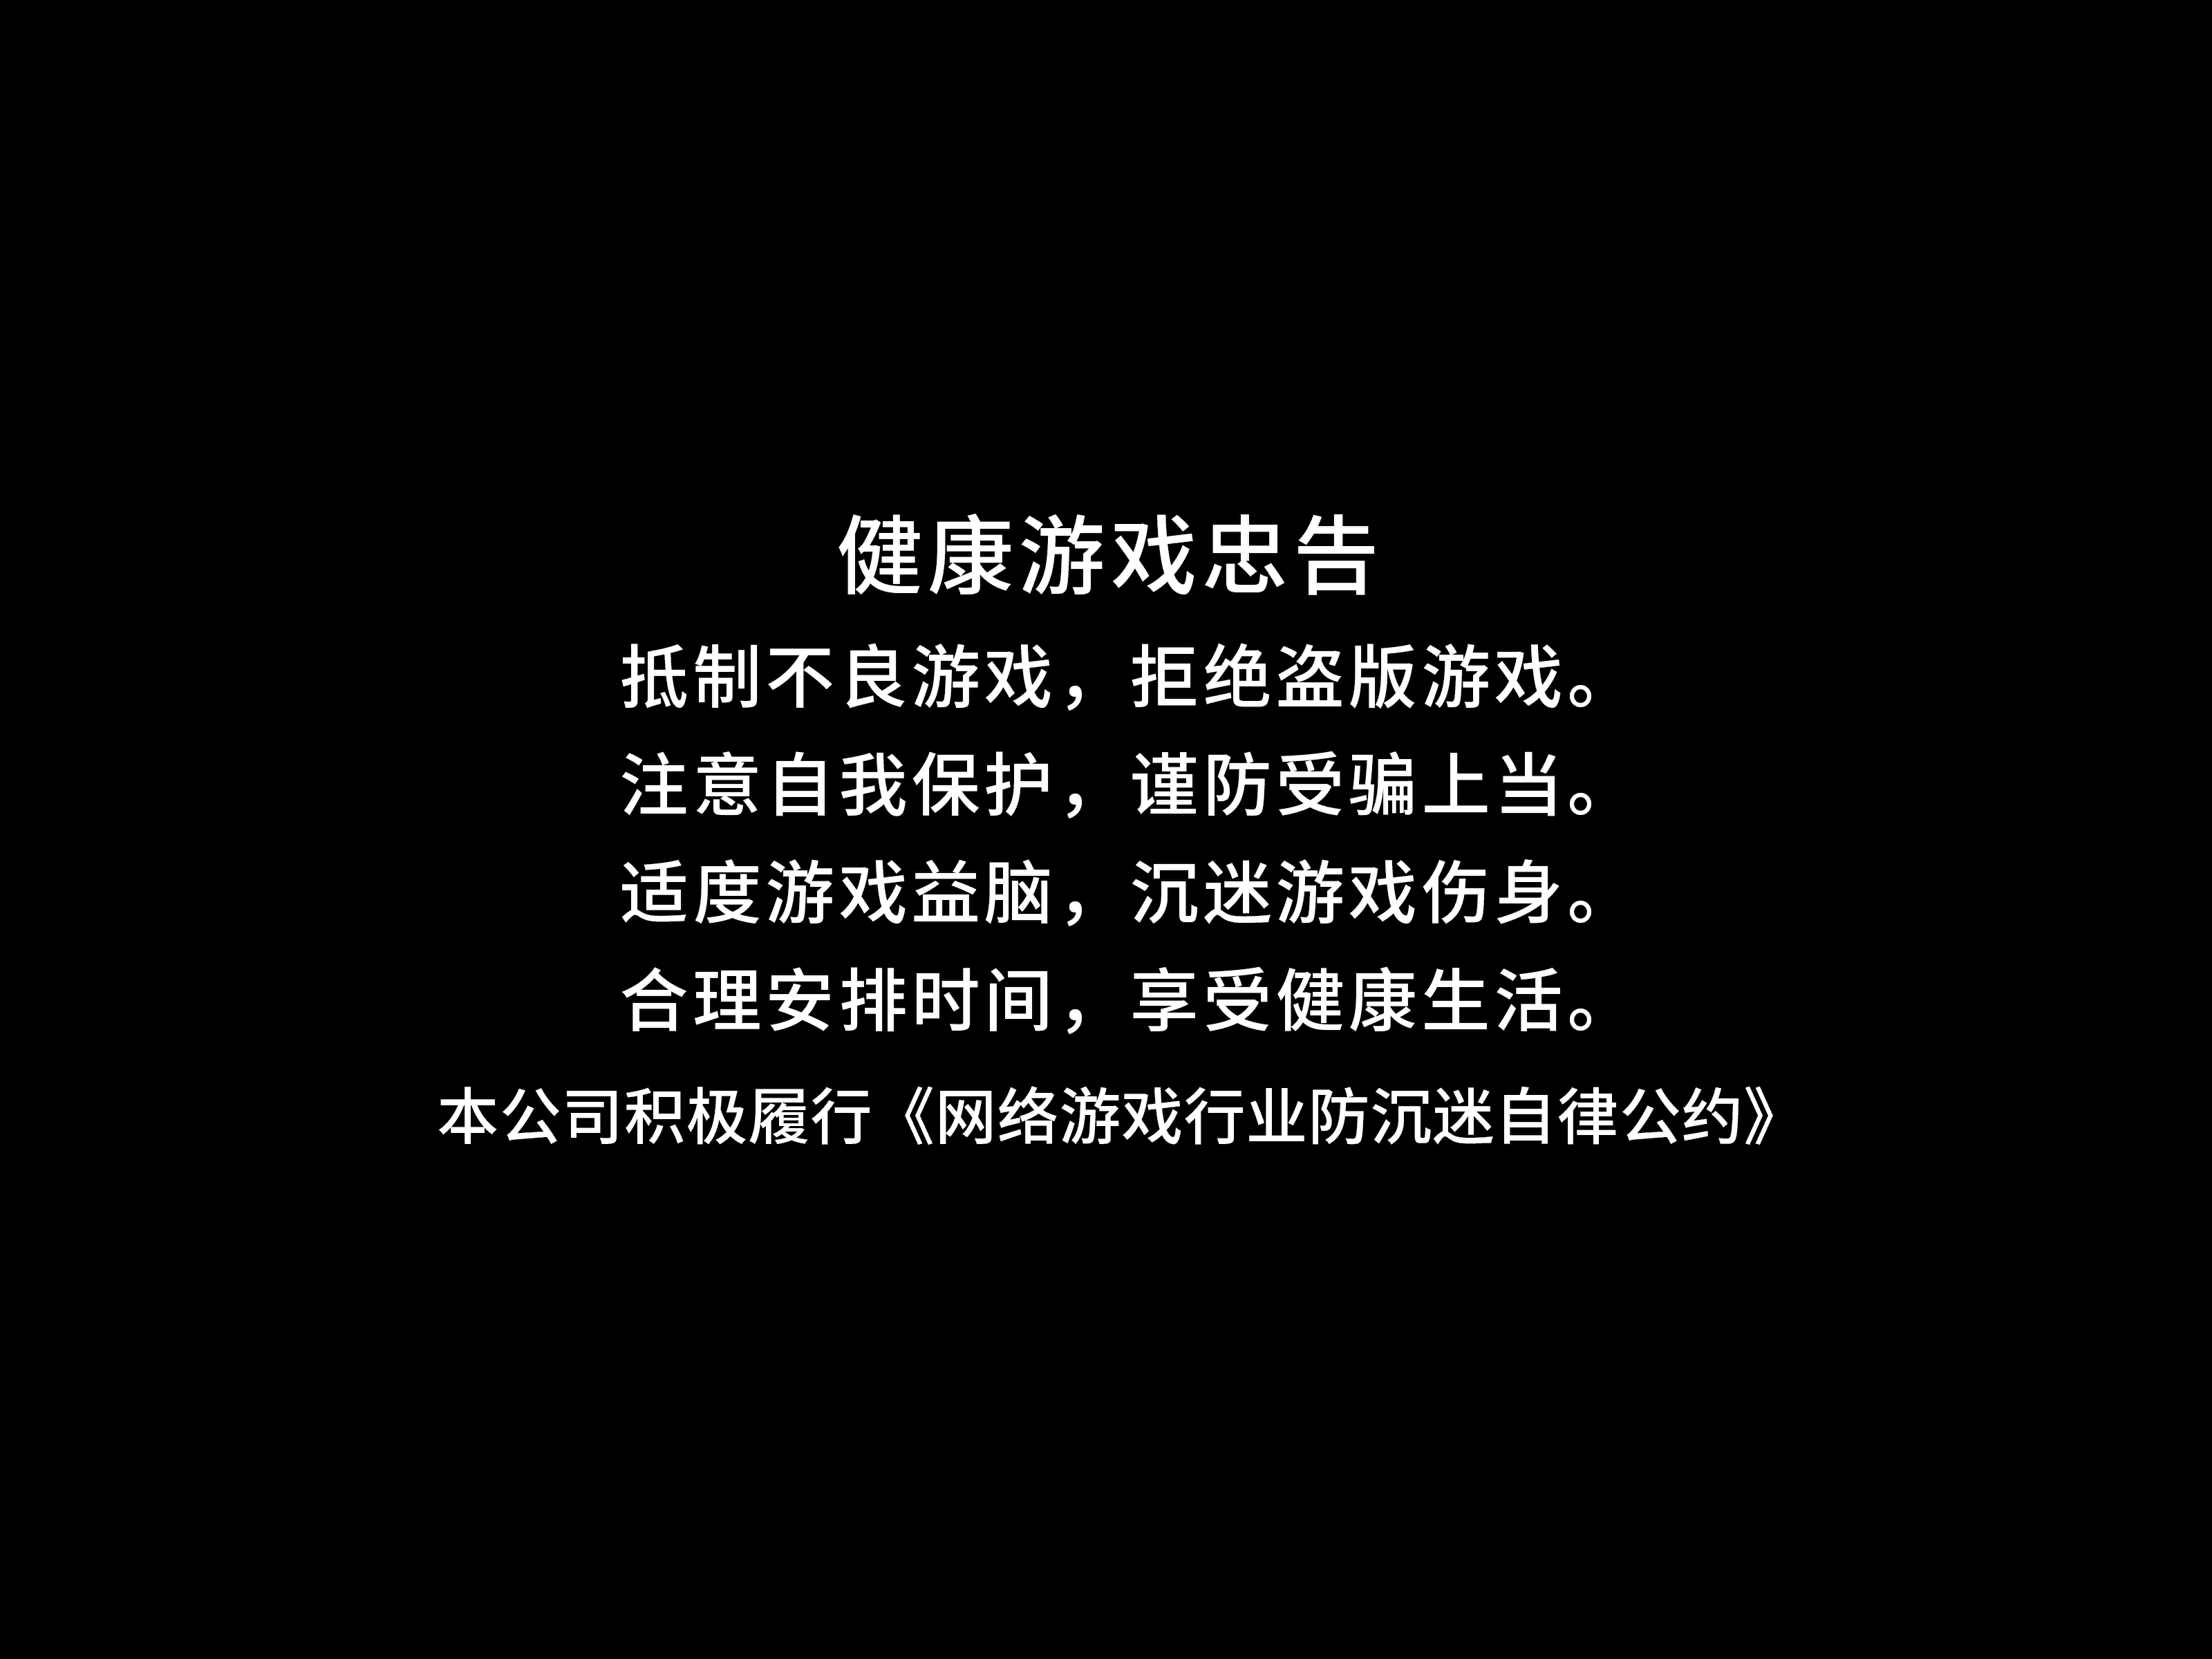 健康游戏忠告
抵制不良游戏，拒绝盗版游戏。
注意自我保护，谨防受骗上当。
适度游戏益脑，沉迷游戏伤身。
合理安排时间，享受健康生活。
本公司积极履行《网络游戏行业防沉迷自律公约》